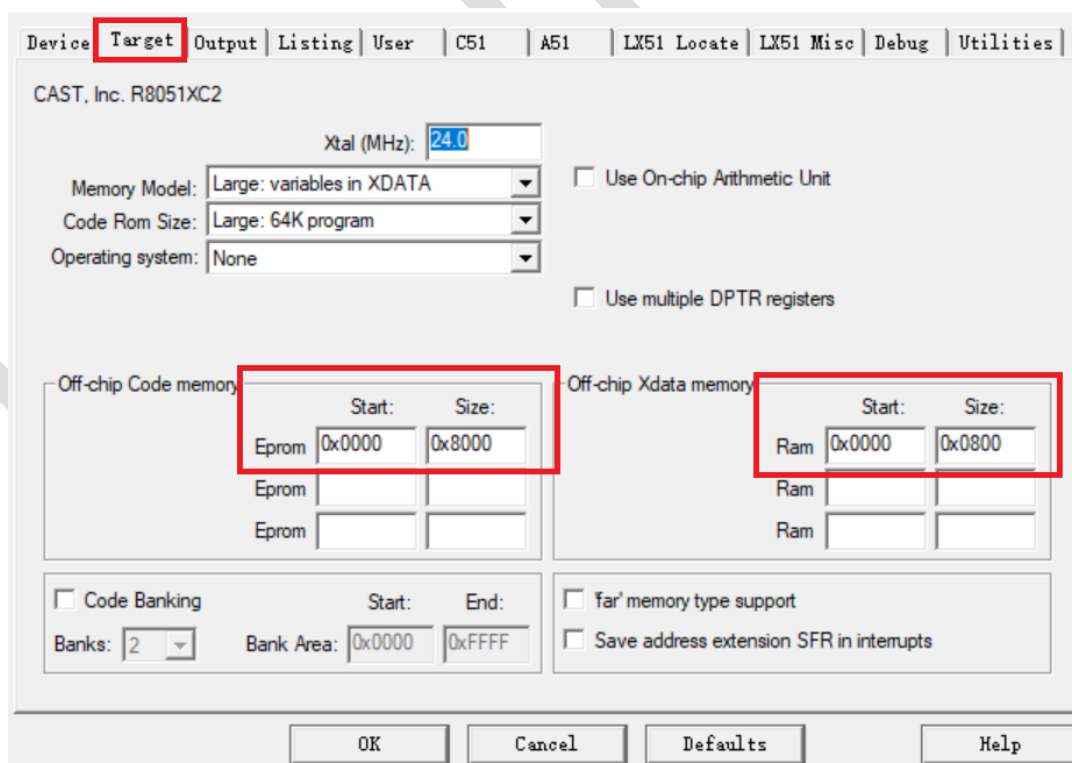 Device Target Output Listing User C51 A51 LX51 Locate LX51 Misc Debug Utilities
CAST, Inc. R8051XC2
Xtal (MHz): 24.0
Memory Model: Large: variables in XDATA
Use On-chip Arithmetic Unit
Code Rom Size: Large: 64K program
Operating system: None
Use multiple DPTR registers
Off-chip Code memory
Start: Size:
Eprom 0x0000 0x8000
Eprom
Eprom
Off-chip Xdata memory
Start: Size:
Ram 0x0000 0x0800
Ram
Ram
Code Banking Start: End:
Banks: 2 Bank Area: 0x0000 0xFFFF
'far' memory type support
Save address extension SFR in interrupts
OK Cancel Defaults Help